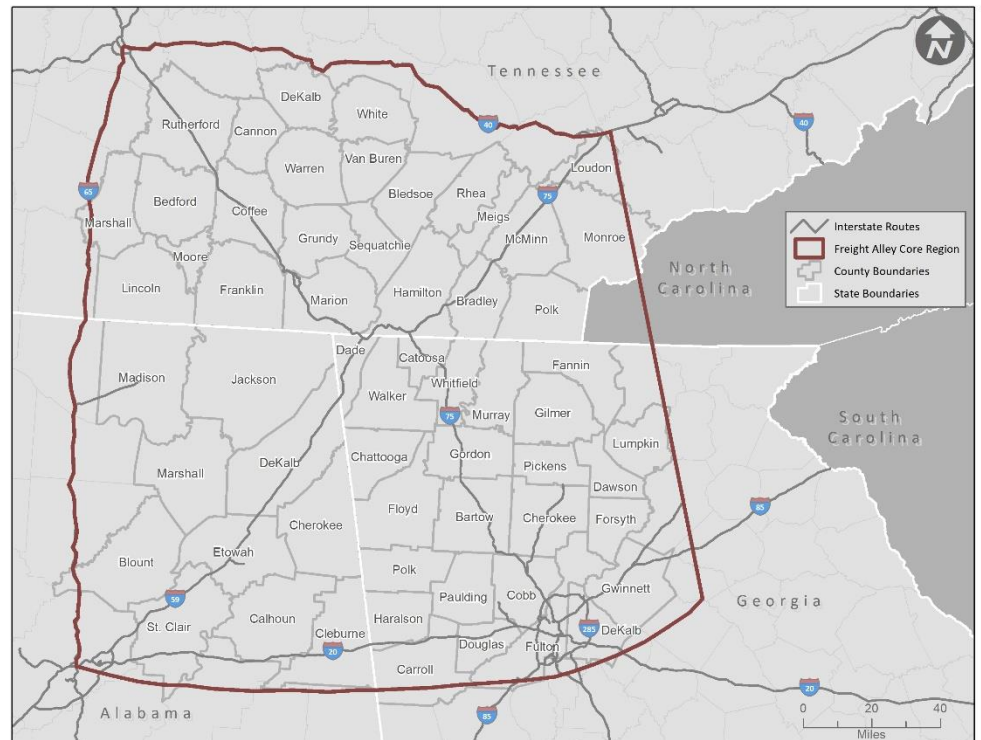 N
Tennessee
DeKalb
White
Rutherford
Cannon
40
40
Van Buren
Warren
Loudon
65
Marshall
Bedford
Coffee
Bledsoe
Rhea
75
Meigs
McMinn
Monroe
Grundy
Sequatchie
Moore
Lincoln
Franklin
Marion
Hamilton
Bradley
Polk
North
Carolina
Interstate Routes
Freight Alley Core Region
County Boundaries
State Boundaries
Dade
Catoosa
Fannin
Madison
Jackson
Walker
Whitfield
75
Murray
Gilmer
South
Carolina
Lumpkin
Marshall
DeKalb
Chattooga
Gordon
Pickens
Dawson
Floyd
Bartow
Cherokee
Forsyth
85
Cherokee
Blount
Etowah
Polk
Paulding
Cobb
Gwinnett
Georgia
59
St. Clair
Calhoun
Cleburne
Haralson
Douglas
285
DeKalb
20
Fulton
Carroll
20
85
Alabama
0 20 40
Miles